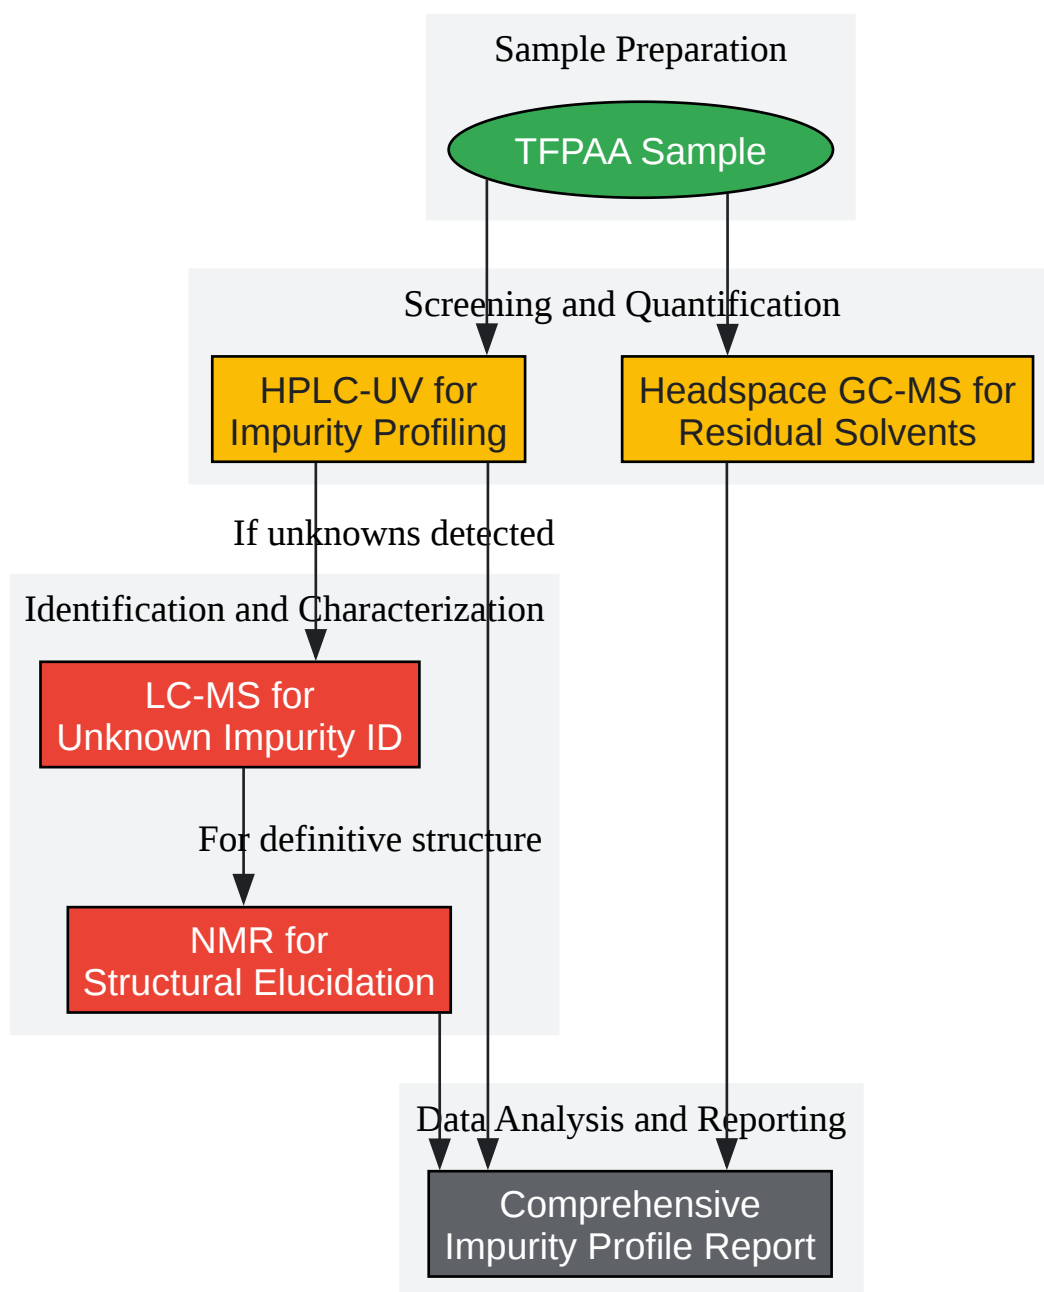 Sample Preparation
TFPAA Sample
Screening and Quantification
HPLC-UV for
Impurity Profiling
Headspace GC-MS for
Residual Solvents
If unknowns detected
Identification and Characterization
LC-MS for
Unknown Impurity ID
For definitive structure
NMR for
Structural Elucidation
Data Analysis and Reporting
Comprehensive
Impurity Profile Report